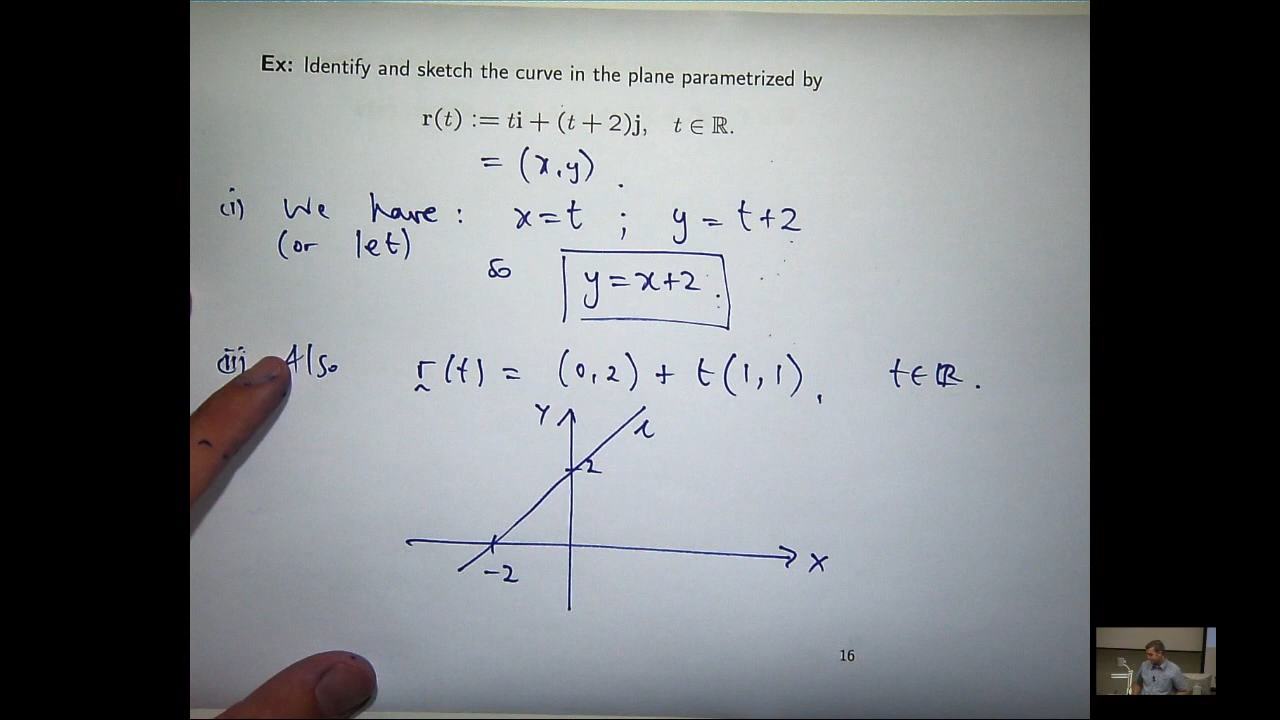 Ex: Identify and sketch the curve in the plane parametrized by
r(t) := ti + (t + 2)j, t ∈ ℝ.
= (x,y).
(i) We have: x=t ; y = t+2
(or let)
so y=x+2.
(ii) Also r(t) = (0,2) + t(1,1), t∈ℝ.
Y
2
-2
X
16